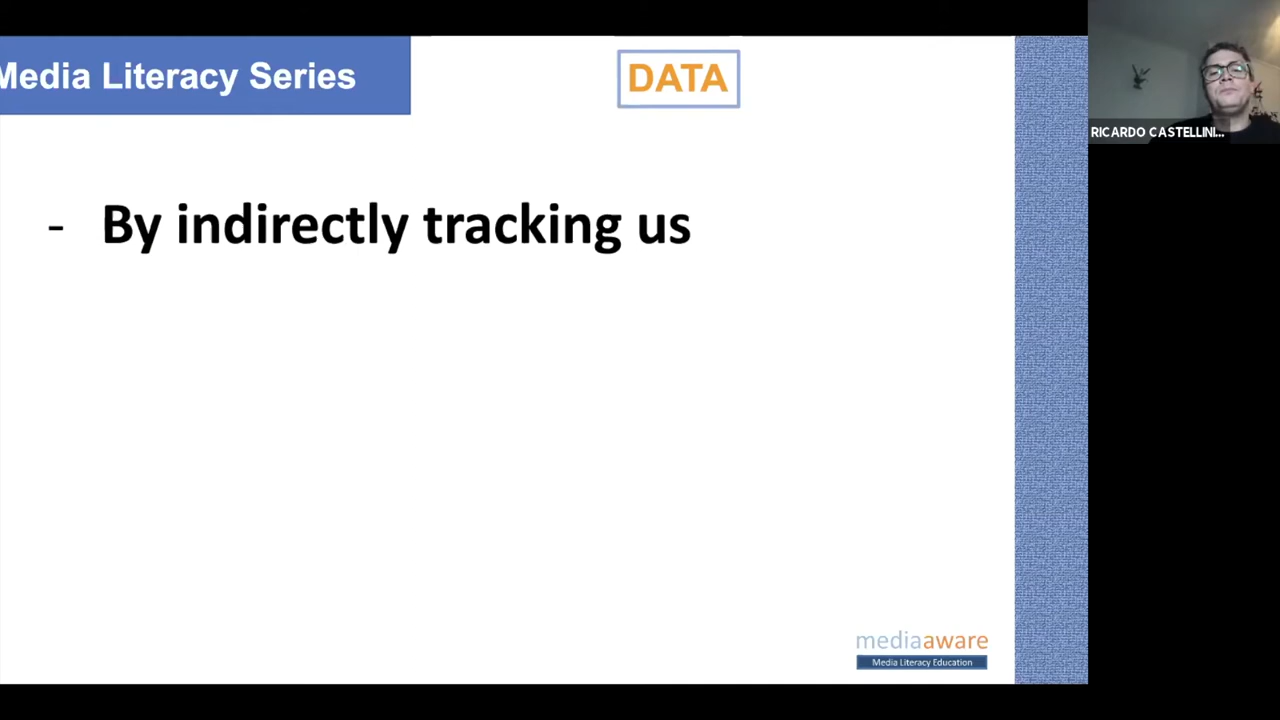 Media Literacy Series
DATA
RICARDO CASTELLINI...
- By indirectly tracking us
mediaaware
Media Literacy Education